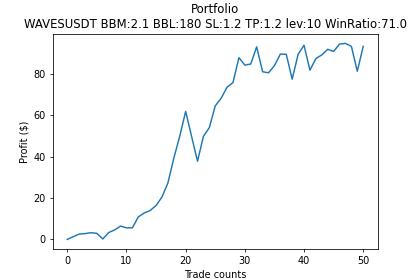 Portfolio
WAVESUSDT BBM:2.1 BBL:180 SL:1.2 TP:1.2 lev:10 WinRatio:71.0
Profit ($)
80
60
40
20
0
0 10 20 30 40 50
Trade counts